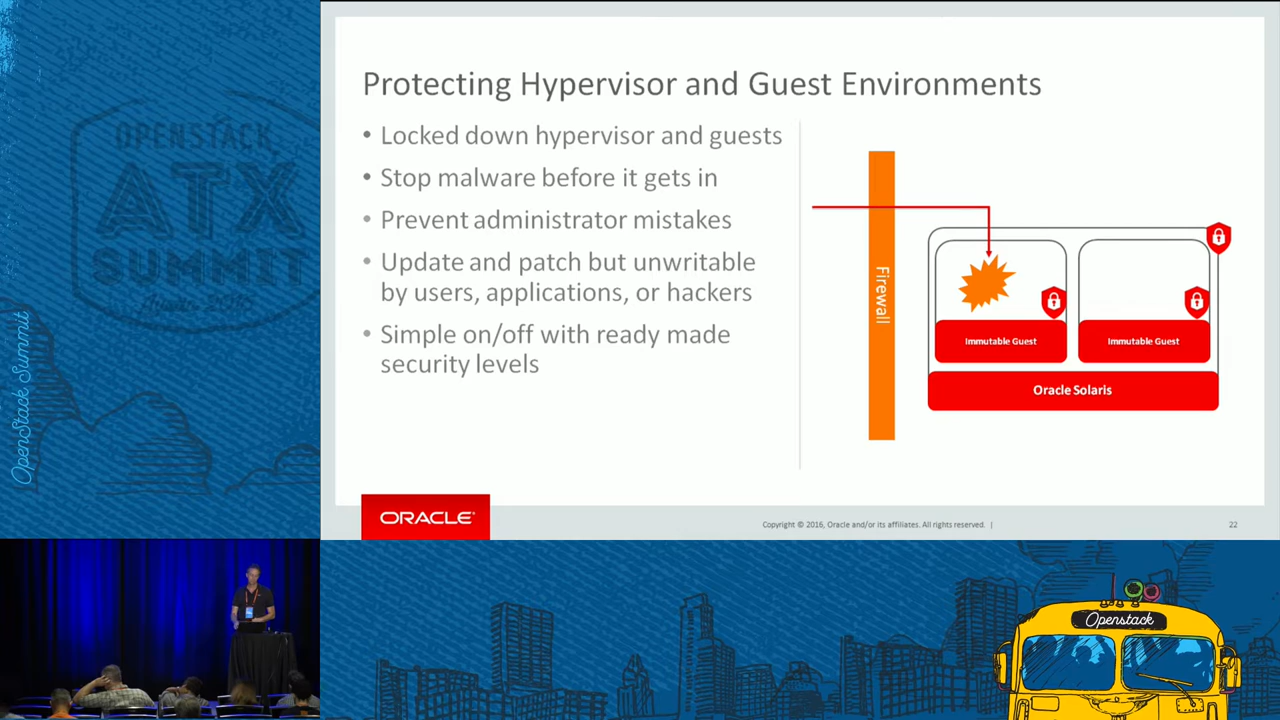 OPENSTACK
ATX
SUMMIT
OpenStack Summit
Protecting Hypervisor and Guest Environments
• Locked down hypervisor and guests
• Stop malware before it gets in
• Prevent administrator mistakes
• Update and patch but unwritable
by users, applications, or hackers
• Simple on/off with ready made
security levels
Firewall
Immutable Guest
Immutable Guest
Oracle Solaris
ORACLE®
Copyright © 2016, Oracle and/or its affiliates. All rights reserved. |
22
Openstack